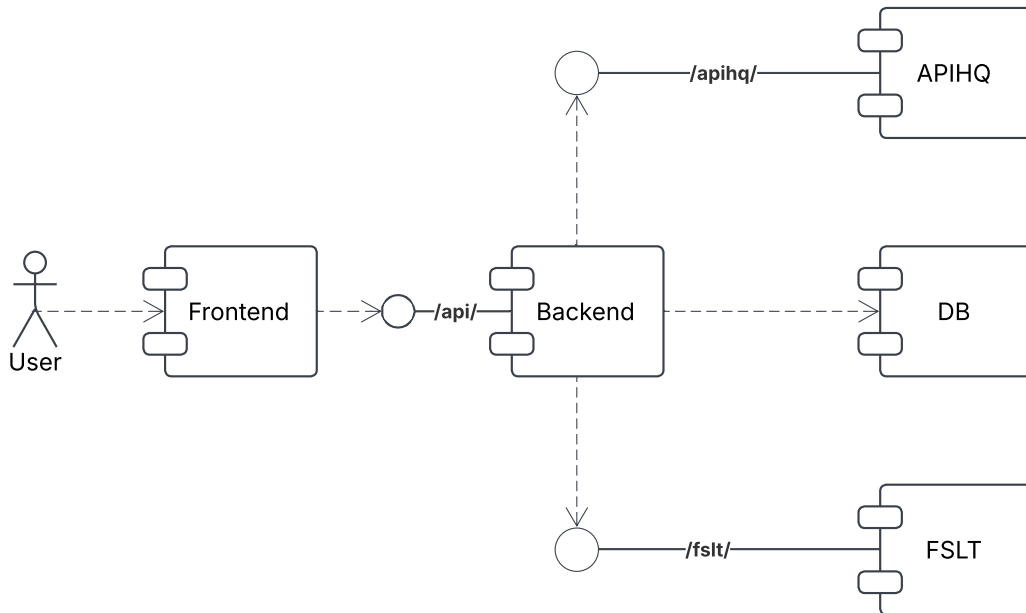 /apihq/
APIHQ
User
Frontend
/api/
Backend
DB
/fslt/
FSLT